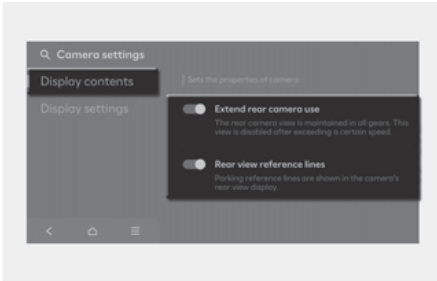 Camera settings
Display contents
Sets the properties of camera.
Extend rear camera use
Display settings
The rear camera view is maintained in all gears. This
view is disabled after exceeding a certain speed.
Rear view reference lines
Parking reference lines are shown in the camera's
rear view display.